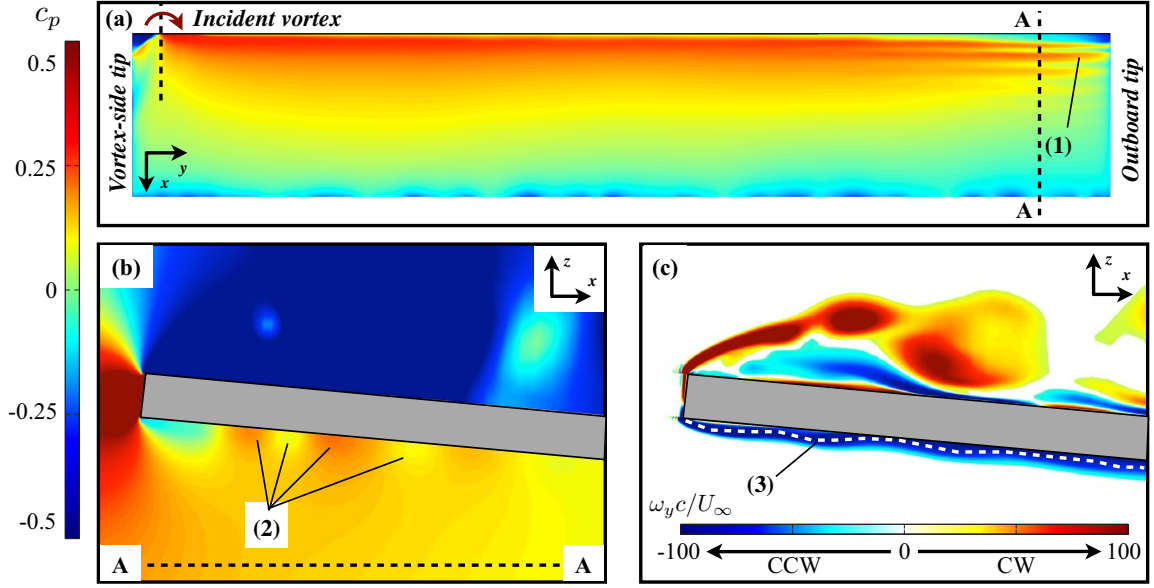 c_p
0.5
0.25
0
-0.25
-0.5
(a)
Incident vortex
A
Vortex-side tip
Outboard tip
y
x
(1)
A
(b)
z
x
(2)
A
A
(c)
z
x
(3)
ω_y c/U_∞
-100
0
100
CCW
CW